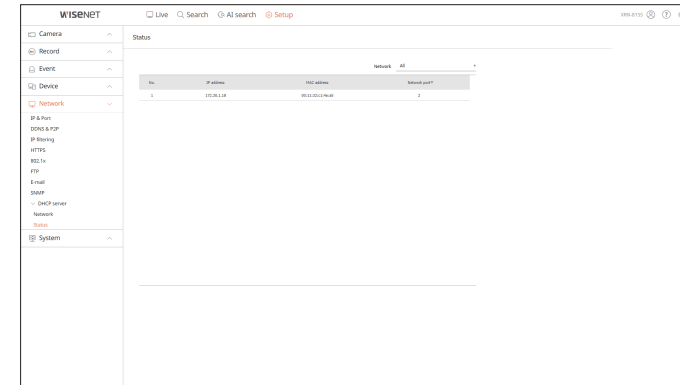 WISENET
Live Search AI search Setup
XRN-6155
Camera
Record
Event
Device
Network
IP & Port
DDNS & P2P
IP filtering
HTTPS
802.1x
FTP
E-mail
SNMP
DHCP server
Network
Status
System
Status
Network All
No. IP address MAC address Network port**
1 172.20.1.18 2